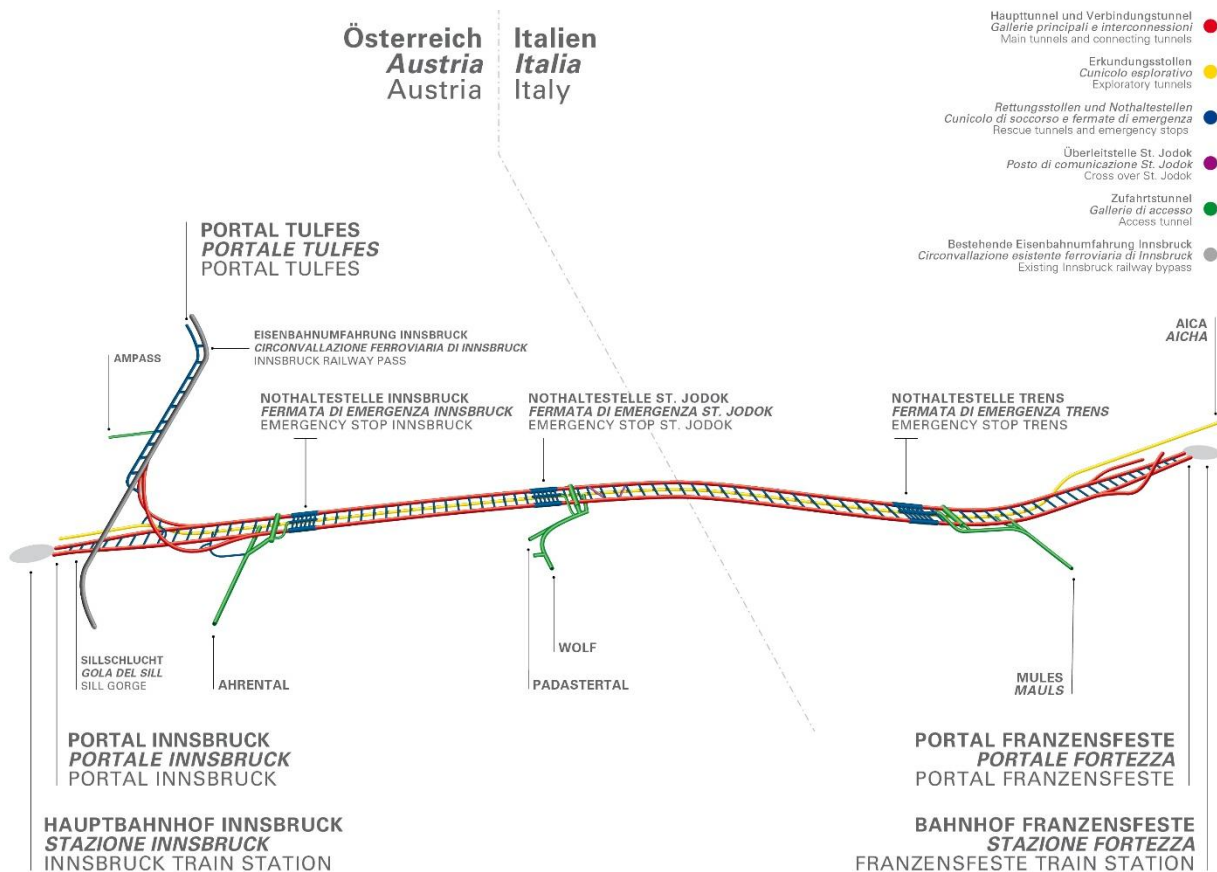 Österreich
Austria
Austria
Italien
Italia
Italy
Haupttunnel und Verbindungstunnel
Gallerie principali e interconnessioni
Main tunnels and connecting tunnels
Erkundungsstollen
Cunicolo esplorativo
Exploratory tunnels
Rettungsstollen und Nothaltestellen
Cunicolo di soccorso e fermate di emergenza
Rescue tunnels and emergency stops
Überleitstelle St. Jodok
Posto di comunicazione St. Jodok
Cross over St. Jodok
Zufahrtstunnel
Gallerie di accesso
Access tunnel
Bestehende Eisenbahnumfahrung Innsbruck
Circonvallazione esistente ferroviaria di Innsbruck
Existing Innsbruck railway bypass
PORTAL TULFES
PORTALE TULFES
PORTAL TULFES
AMPASS
EISENBAHNUMFAHRUNG INNSBRUCK
CIRCONVALLAZIONE FERROVIARIA DI INNSBRUCK
INNSBRUCK RAILWAY PASS
AICA
AICHA
NOTHALTESTELLE INNSBRUCK
FERMATA DI EMERGENZA INNSBRUCK
EMERGENCY STOP INNSBRUCK
NOTHALTESTELLE ST. JODOK
FERMATA DI EMERGENZA ST. JODOK
EMERGENCY STOP ST. JODOK
NOTHALTESTELLE TRENS
FERMATA DI EMERGENZA TRENS
EMERGENCY STOP TRENS
SILLSCHLUCHT
GOLA DEL SILL
SILL GORGE
AHRENTAL
PADASTERTAL
WOLF
MULES
MAULS
PORTAL INNSBRUCK
PORTALE INNSBRUCK
PORTAL INNSBRUCK
PORTAL FRANZENSFESTE
PORTALE FORTEZZA
PORTAL FRANZENSFESTE
HAUPTBAHNHOF INNSBRUCK
STAZIONE INNSBRUCK
INNSBRUCK TRAIN STATION
BAHNHOF FRANZENSFESTE
STAZIONE FORTEZZA
FRANZENSFESTE TRAIN STATION